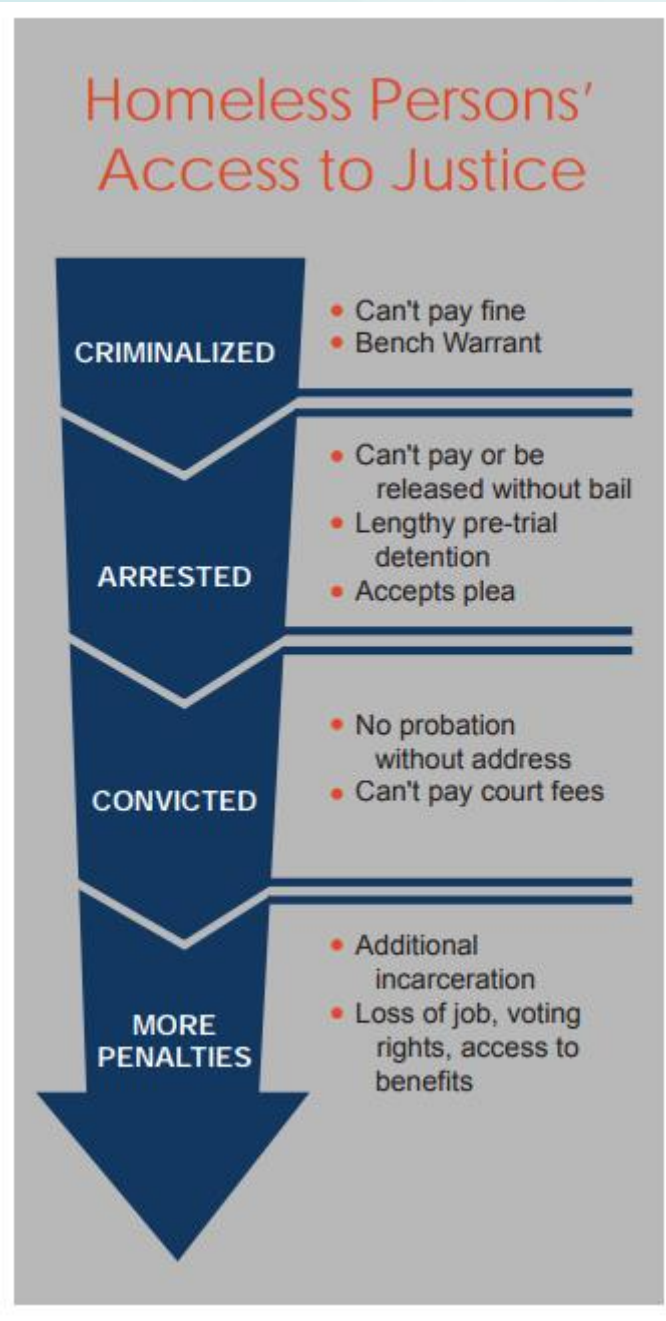 Homeless Persons'
Access to Justice
CRIMINALIZED
• Can't pay fine
• Bench Warrant
ARRESTED
• Can't pay or be
released without bail
• Lengthy pre-trial
detention
• Accepts plea
CONVICTED
• No probation
without address
• Can't pay court fees
MORE
PENALTIES
• Additional
incarceration
• Loss of job, voting
rights, access to
benefits